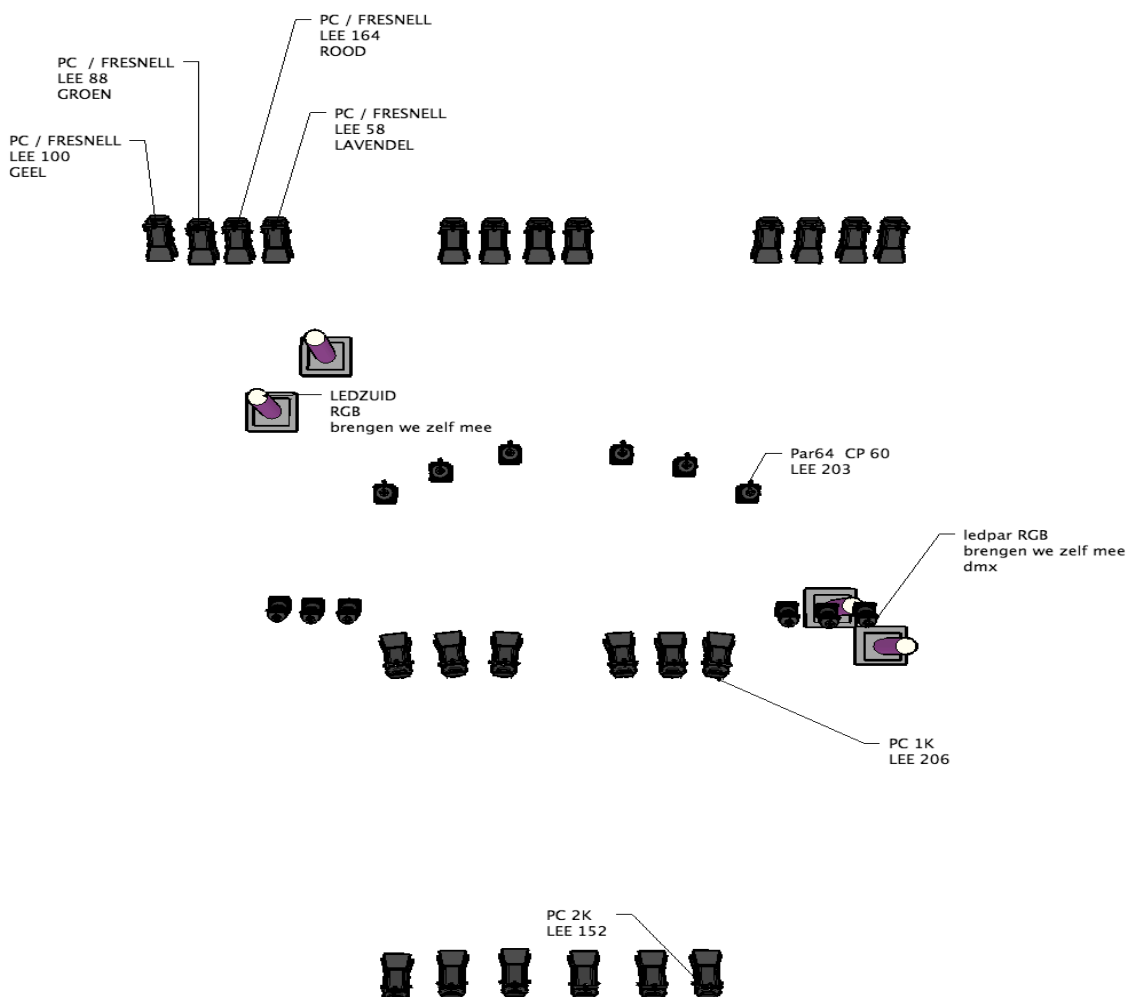 PC / FRESNELL
LEE 164
ROOD
PC / FRESNELL
LEE 88
GROEN
PC / FRESNELL
LEE 58
LAVENDEL
PC / FRESNELL
LEE 100
GEEL
LEDZUID
RGB
brengen we zelf mee
Par64 CP 60
LEE 203
ledpar RGB
brengen we zelf mee
dmx
PC 1K
LEE 206
PC 2K
LEE 152